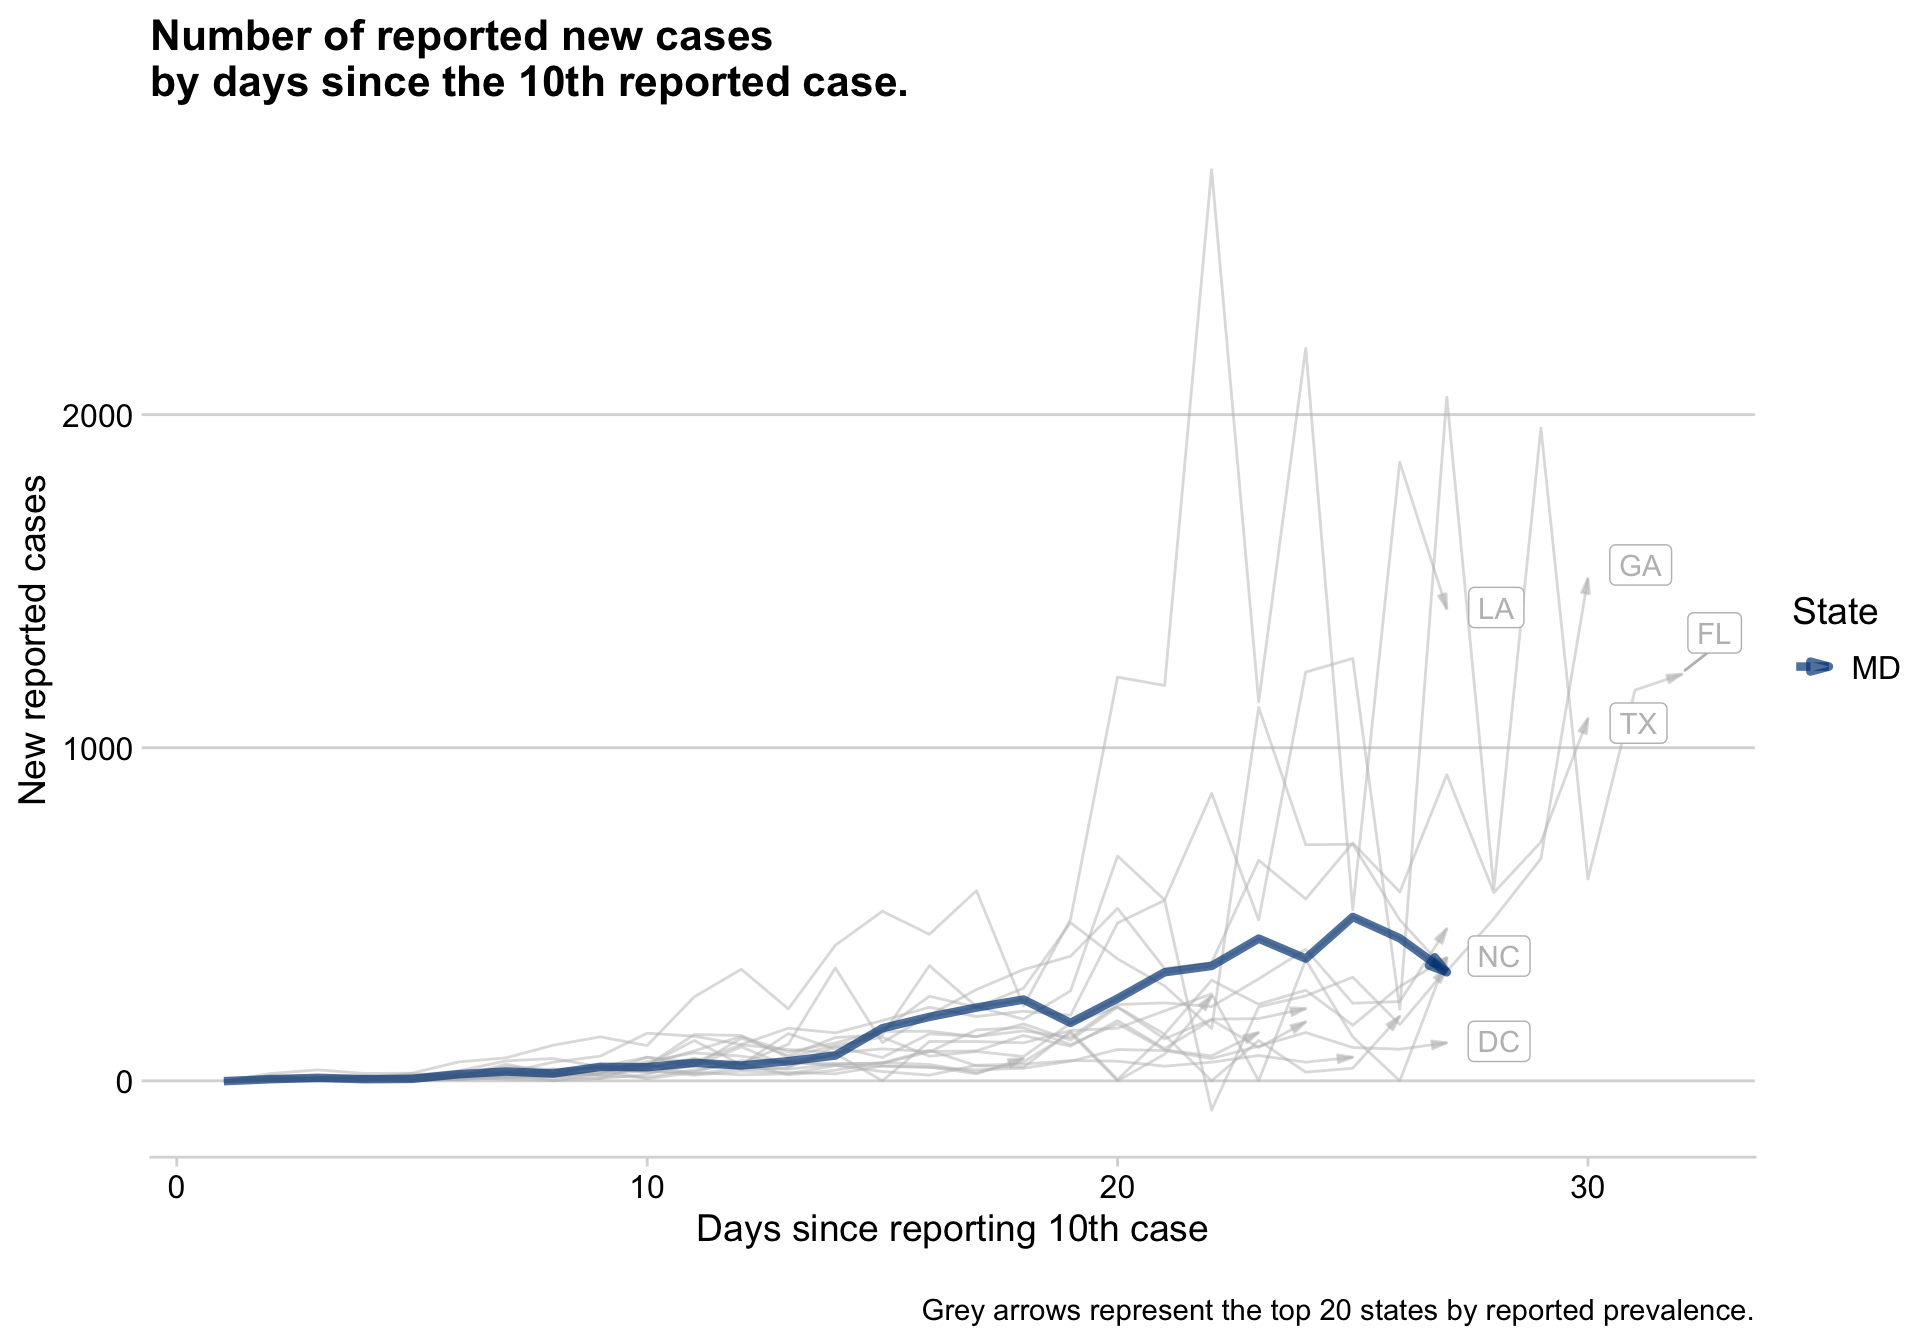 Number of reported new cases
by days since the 10th reported case.
New reported cases
2000
1000
0
GA
LA
FL
TX
NC
DC
State
MD
0
10
20
30
Days since reporting 10th case
Grey arrows represent the top 20 states by reported prevalence.